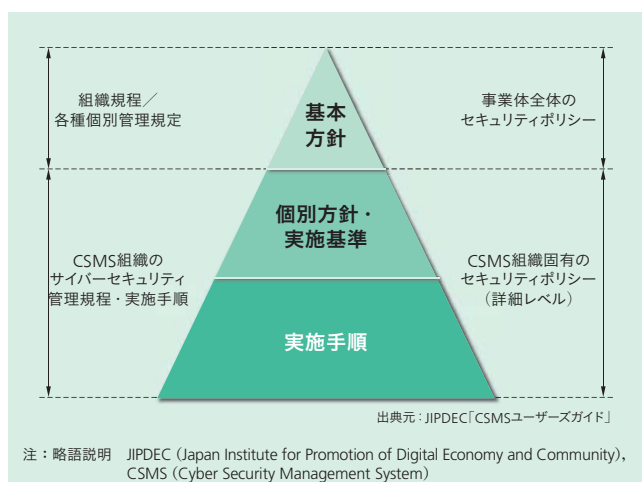 組織規程／
各種個別管理規定
基本
方針
事業体全体の
セキュリティポリシー
個別方針・
実施基準
CSMS組織の
サイバーセキュリティ
管理規程・実施手順
CSMS組織固有の
セキュリティポリシー
（詳細レベル）
実施手順
出典元：JIPDEC「CSMSユーザーズガイド」
注：略語説明　JIPDEC（Japan Institute for Promotion of Digital Economy and Community），
CSMS（Cyber Security Management System）